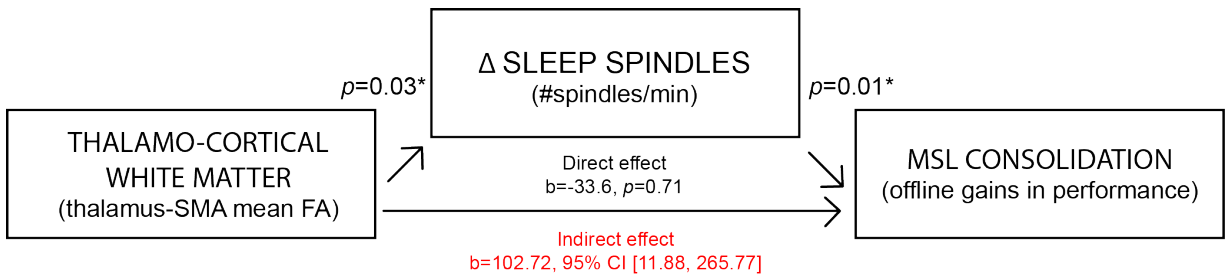 Δ SLEEP SPINDLES
(#spindles/min)
p=0.03*
p=0.01*
THALAMO-CORTICAL
WHITE MATTER
(thalamus-SMA mean FA)
Direct effect
b=-33.6, p=0.71
MSL CONSOLIDATION
(offline gains in performance)
Indirect effect
b=102.72, 95% CI [11.88, 265.77]